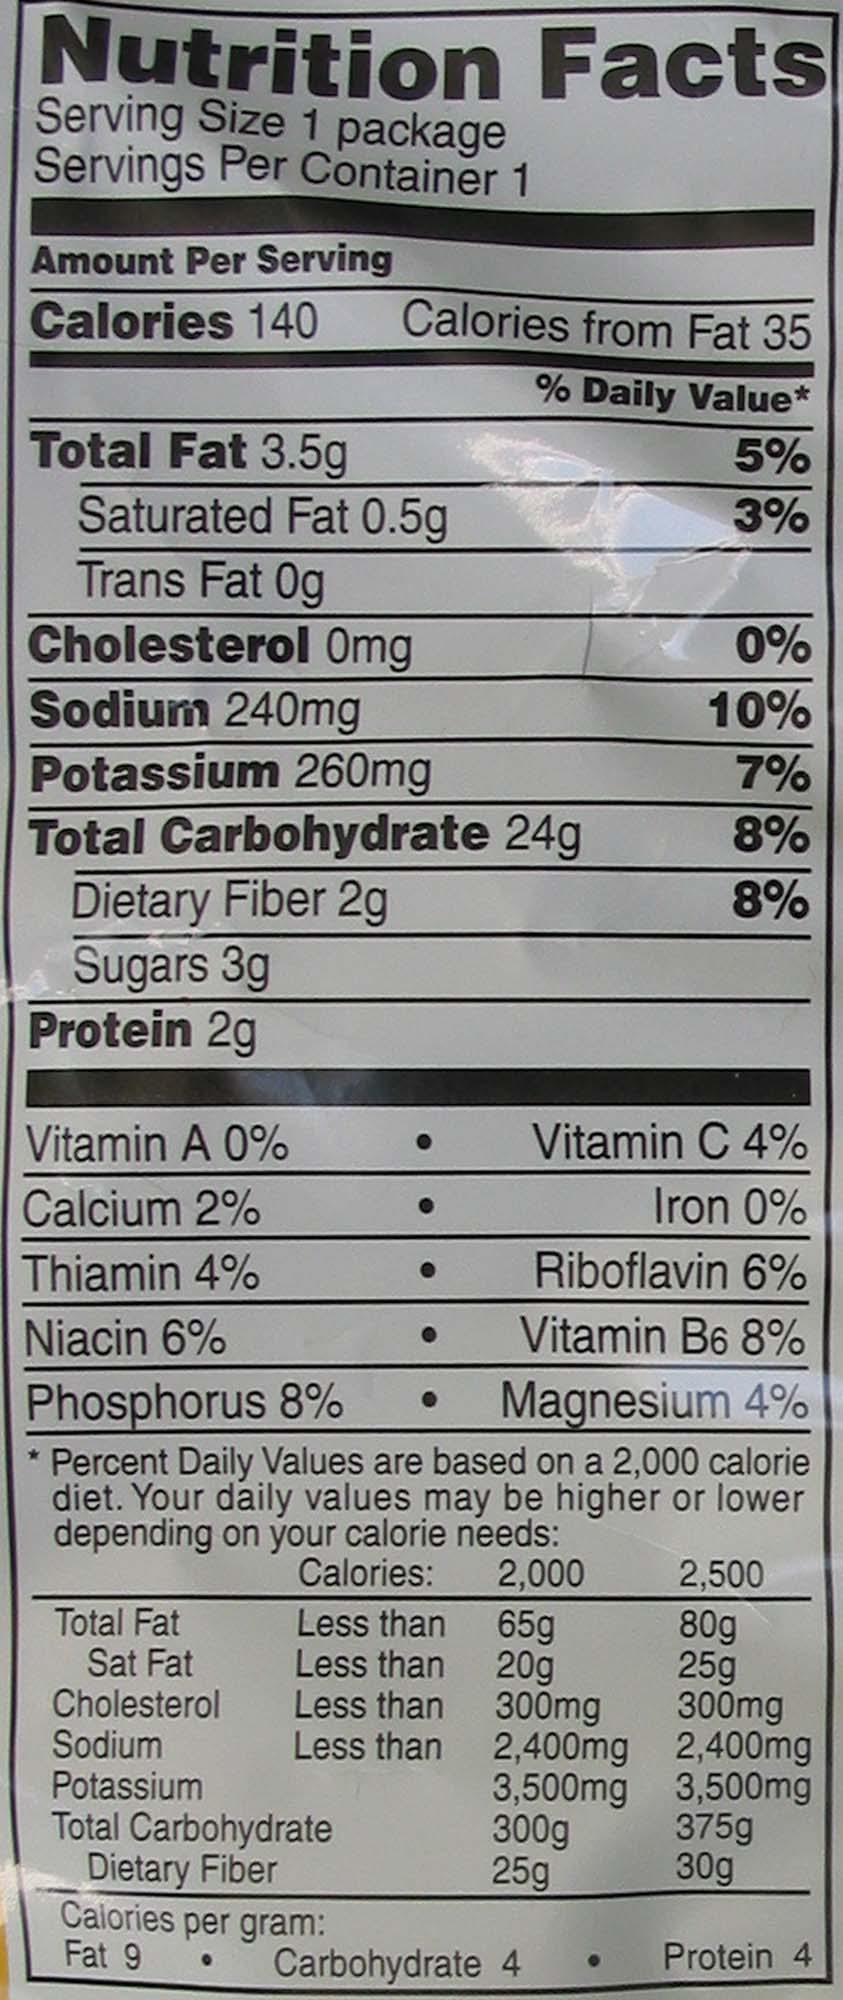 Nutrition Facts
Serving Size 1 package
Servings Per Container 1
Amount Per Serving
Calories 140 Calories from Fat 35
% Daily Value*
Total Fat 3.5g 5%
Saturated Fat 0.5g 3%
Trans Fat 0g
Cholesterol 0mg 0%
Sodium 240mg 10%
Potassium 260mg 7%
Total Carbohydrate 24g 8%
Dietary Fiber 2g 8%
Sugars 3g
Protein 2g
Vitamin A 0% • Vitamin C 4%
Calcium 2% • Iron 0%
Thiamin 4% • Riboflavin 6%
Niacin 6% • Vitamin B6 8%
Phosphorus 8% • Magnesium 4%
* Percent Daily Values are based on a 2,000 calorie
diet. Your daily values may be higher or lower
depending on your calorie needs:
Calories: 2,000 2,500
Total Fat Less than 65g 80g
Sat Fat Less than 20g 25g
Cholesterol Less than 300mg 300mg
Sodium Less than 2,400mg 2,400mg
Potassium 3,500mg 3,500mg
Total Carbohydrate 300g 375g
Dietary Fiber 25g 30g
Calories per gram:
Fat 9 • Carbohydrate 4 • Protein 4